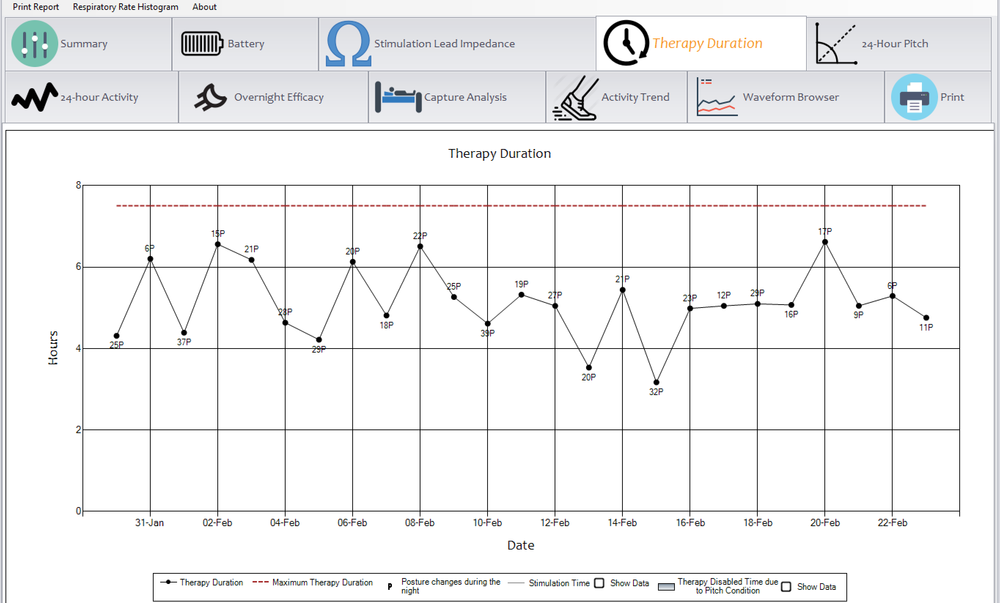 Print Report Respiratory Rate Histogram About
Summary Battery Stimulation Lead Impedance Therapy Duration 24-Hour Pitch
24-hour Activity Overnight Efficacy Capture Analysis Activity Trend Waveform Browser Print
Therapy Duration
8
17P
15P
22P
6P 21P 20P
6
21P
19P 6P
25P
27P 23P 12P 29P
28P 16P 9P
18P 11P
39P
37P
25P
29P
4
20P
32P
Hours
2
0
31-Jan 02-Feb 04-Feb 06-Feb 08-Feb 10-Feb 12-Feb 14-Feb 16-Feb 18-Feb 20-Feb 22-Feb
Date
Therapy Duration Maximum Therapy Duration P Posture changes during the night Stimulation Time Show Data Therapy Disabled Time due to Pitch Condition Show Data